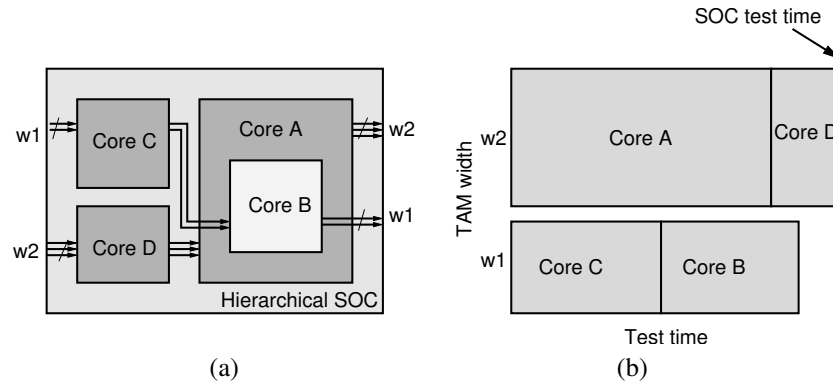 SOC test time
w1
Core C
Core A
w2
Core B
w1
w2
Core D
Hierarchical SOC
(a)
TAM width
w2
Core A
Core D
w1
Core C
Core B
Test time
(b)